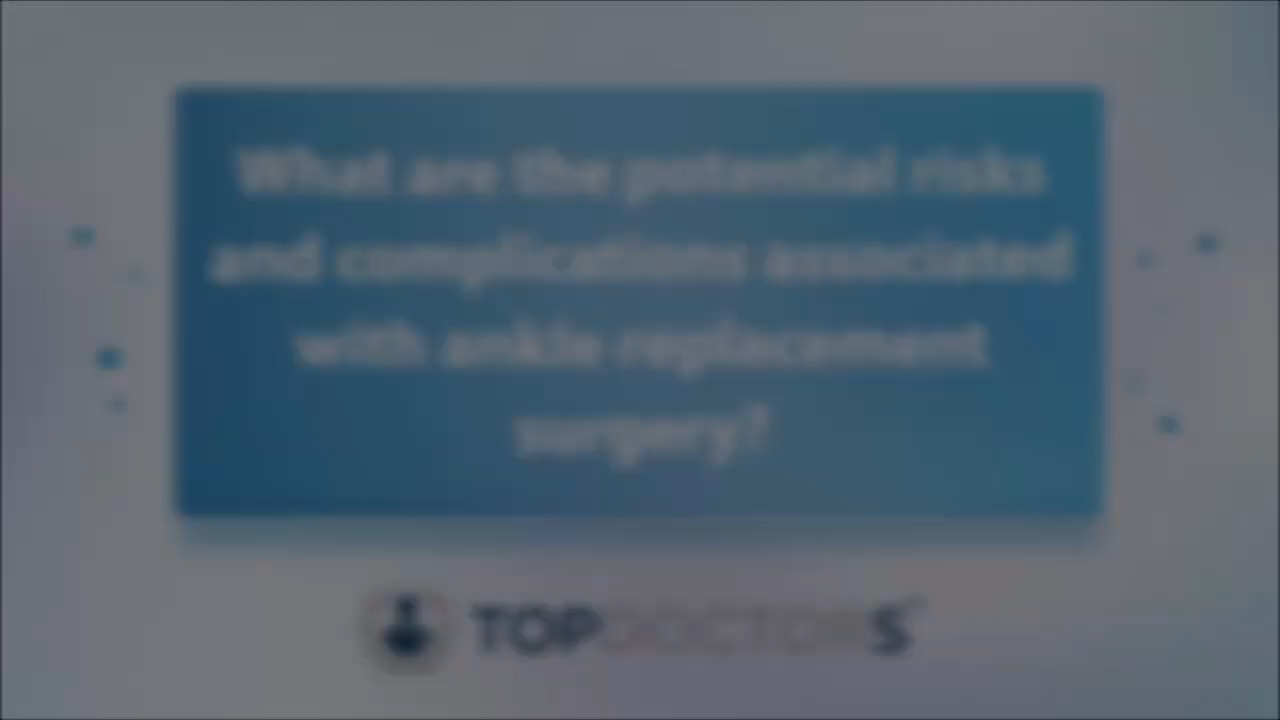 What are the potential risks
and complications associated
with ankle replacement
surgery?
TOPDOCTORS